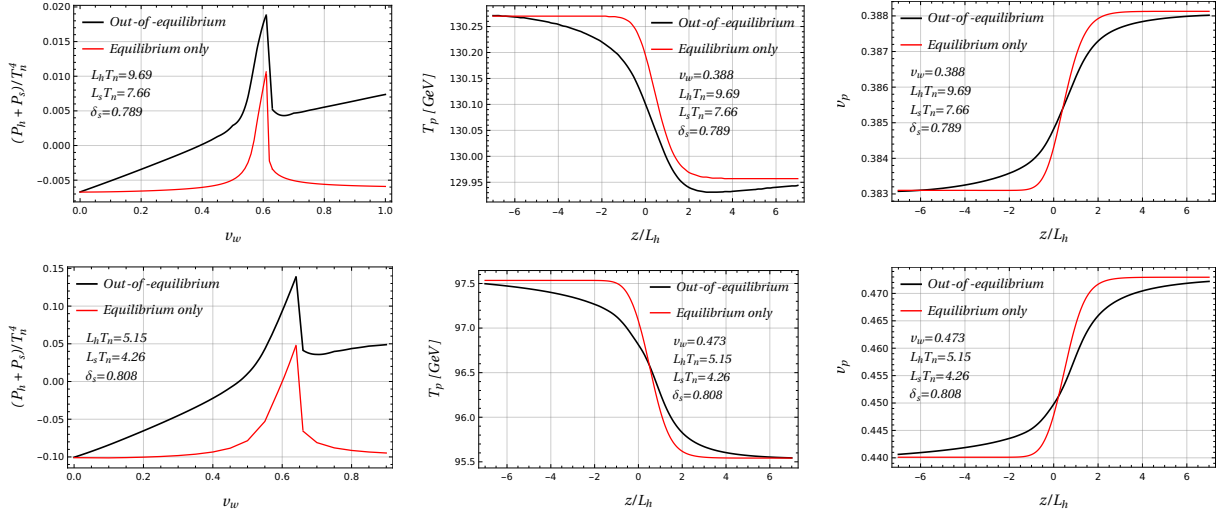 0.020
0.015
0.010
0.005
0.000
−0.005
(P_h + P_s)/T_n^4
Out-of-equilibrium
Equilibrium only
L_hT_n=9.69
L_sT_n=7.66
δ_s=0.789
0.0 0.2 0.4 0.6 0.8 1.0
v_w
130.25
130.20
130.15
130.10
130.05
130.00
129.95
T_p [GeV]
Out-of-equilibrium
Equilibrium only
v_w=0.388
L_hT_n=9.69
L_sT_n=7.66
δ_s=0.789
−6 −4 −2 0 2 4 6
z/L_h
0.388
0.387
0.386
0.385
0.384
0.383
v_p
Out-of-equilibrium
Equilibrium only
v_w=0.388
L_hT_n=9.69
L_sT_n=7.66
δ_s=0.789
−6 −4 −2 0 2 4 6
z/L_h
0.15
0.10
0.05
0.00
−0.05
−0.10
(P_h + P_s)/T_n^4
Out-of-equilibrium
Equilibrium only
L_hT_n=5.15
L_sT_n=4.26
δ_s=0.808
0.0 0.2 0.4 0.6 0.8
v_w
97.5
97.0
96.5
96.0
95.5
T_p [GeV]
Out-of-equilibrium
Equilibrium only
v_w=0.473
L_hT_n=5.15
L_sT_n=4.26
δ_s=0.808
−6 −4 −2 0 2 4 6
z/L_h
0.470
0.465
0.460
0.455
0.450
0.445
0.440
v_p
Out-of-equilibrium
Equilibrium only
v_w=0.473
L_hT_n=5.15
L_sT_n=4.26
δ_s=0.808
−6 −4 −2 0 2 4 6
z/L_h